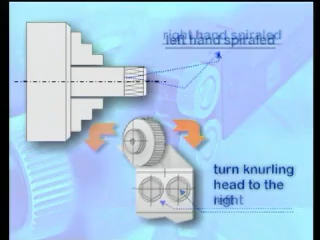 right hand spiraled
left hand spiraled
turn knurling
head to the
right